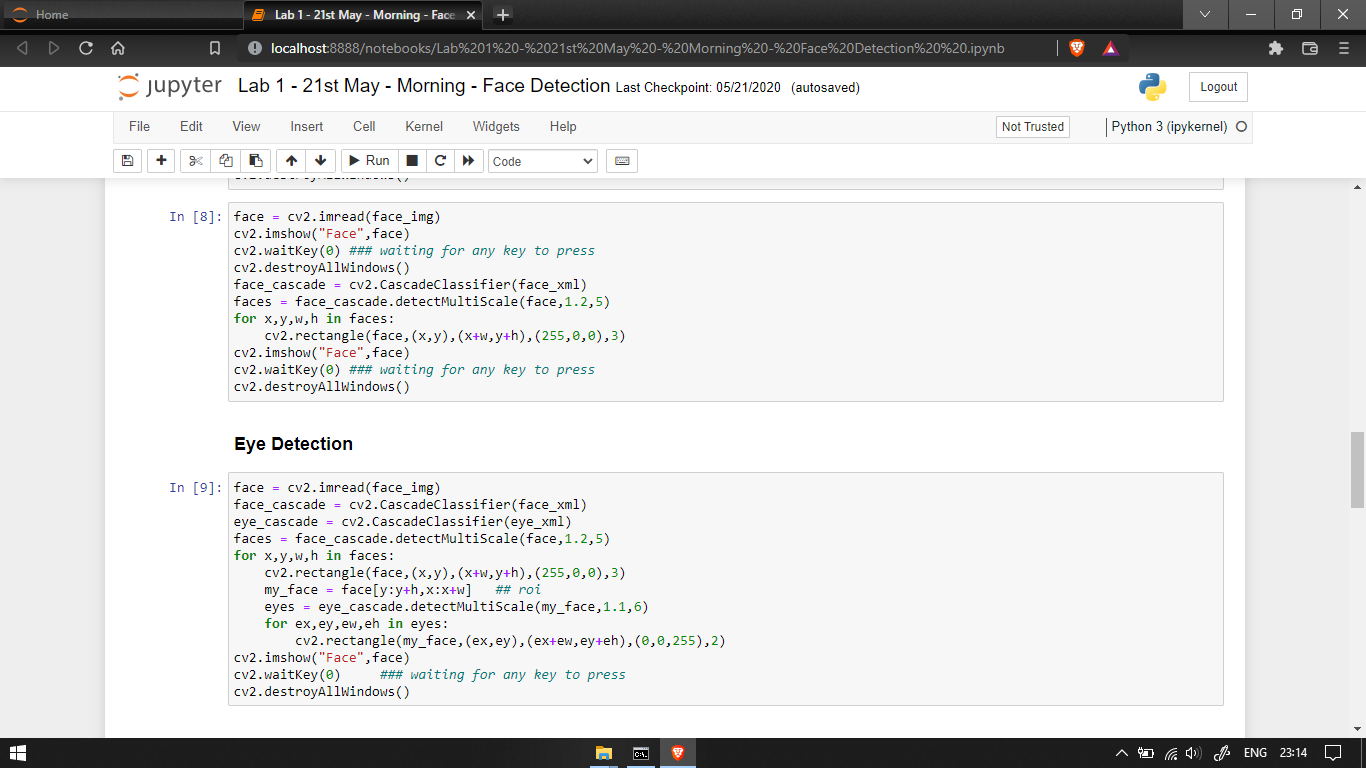 Home
Lab 1 - 21st May - Morning - Face
localhost:8888/notebooks/Lab%201%20-%2021st%20May%20-%20Morning%20-%20Face%20Detection%20%20.ipynb
jupyter Lab 1 - 21st May - Morning - Face Detection Last Checkpoint: 05/21/2020 (autosaved)
Logout
File Edit View Insert Cell Kernel Widgets Help
Not Trusted
Python 3 (ipykernel)
Run
Code
In [8]:
face = cv2.imread(face_img)
cv2.imshow("Face",face)
cv2.waitKey(0) ### waiting for any key to press
cv2.destroyAllWindows()
face_cascade = cv2.CascadeClassifier(face_xml)
faces = face_cascade.detectMultiScale(face,1.2,5)
for x,y,w,h in faces:
    cv2.rectangle(face,(x,y),(x+w,y+h),(255,0,0),3)
cv2.imshow("Face",face)
cv2.waitKey(0) ### waiting for any key to press
cv2.destroyAllWindows()
Eye Detection
In [9]:
face = cv2.imread(face_img)
face_cascade = cv2.CascadeClassifier(face_xml)
eye_cascade = cv2.CascadeClassifier(eye_xml)
faces = face_cascade.detectMultiScale(face,1.2,5)
for x,y,w,h in faces:
    cv2.rectangle(face,(x,y),(x+w,y+h),(255,0,0),3)
    my_face = face[y:y+h,x:x+w]   ## roi
    eyes = eye_cascade.detectMultiScale(my_face,1.1,6)
    for ex,ey,ew,eh in eyes:
        cv2.rectangle(my_face,(ex,ey),(ex+ew,ey+eh),(0,0,255),2)
cv2.imshow("Face",face)
cv2.waitKey(0)     ### waiting for any key to press
cv2.destroyAllWindows()
ENG 23:14